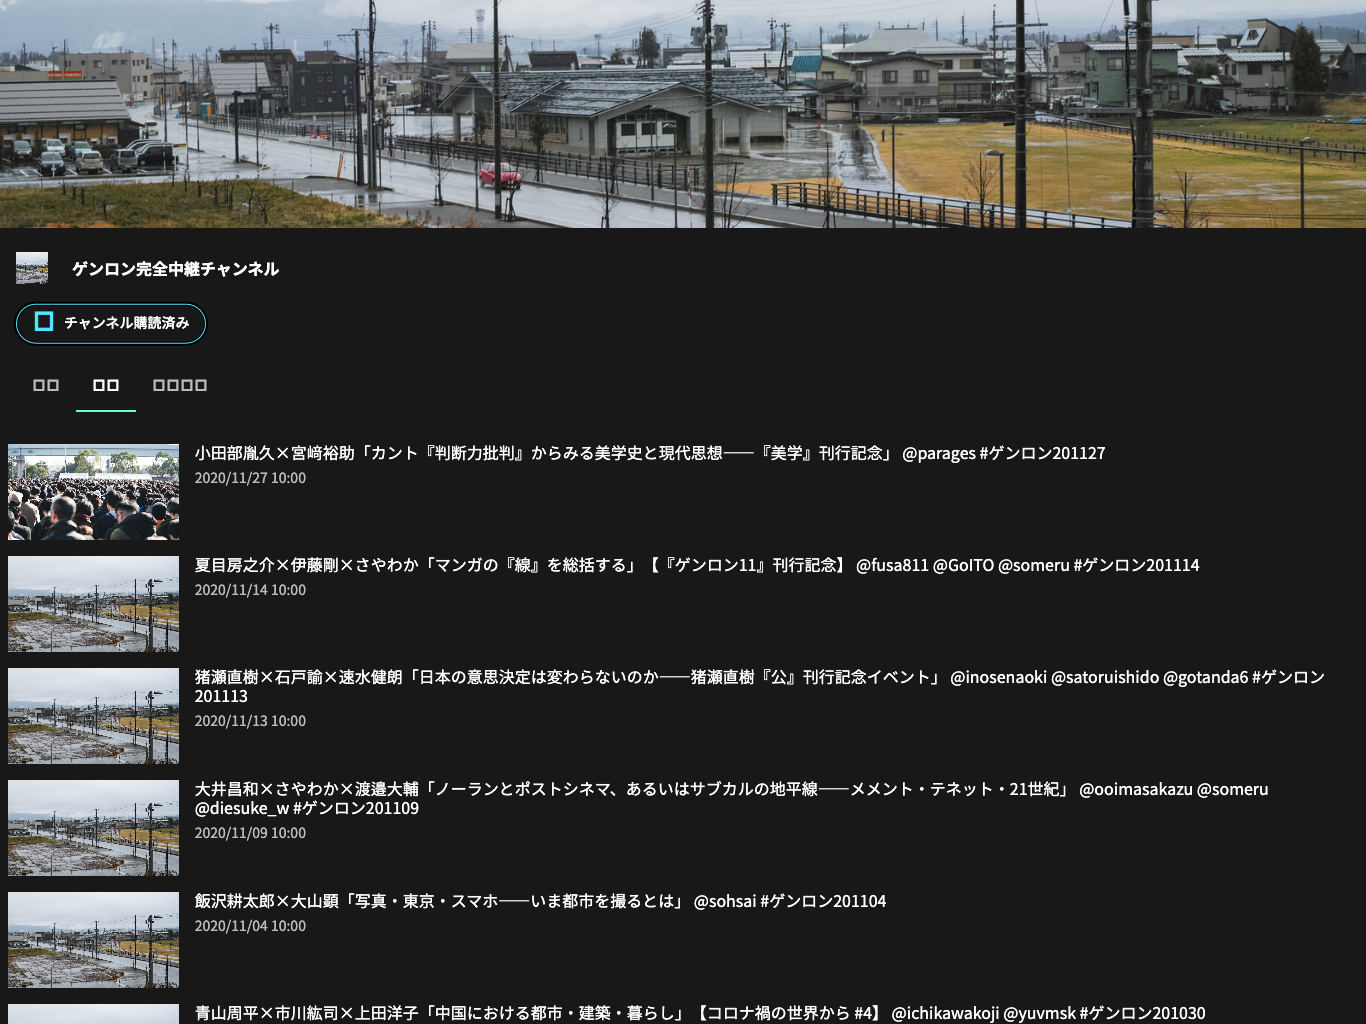 ゲンロン完全中継チャンネル
チャンネル購読済み
小田部胤久×宮﨑裕助「カント『判断力批判』からみる美学史と現代思想——『美学』刊行記念」 @parages #ゲンロン201127
2020/11/27 10:00
夏目房之介×伊藤剛×さやわか「マンガの『線』を総括する」【『ゲンロン11』刊行記念】 @fusa811 @GoITO @someru #ゲンロン201114
2020/11/14 10:00
猪瀬直樹×石戸諭×速水健朗「日本の意思決定は変わらないのか——猪瀬直樹『公』刊行記念イベント」 @inosenaoki @satoruishido @gotanda6 #ゲンロン
201113
2020/11/13 10:00
大井昌和×さやわか×渡邉大輔「ノーランとポストシネマ、あるいはサブカルの地平線——メメント・テネット・21世紀」 @ooimasakazu @someru
@diesuke_w #ゲンロン201109
2020/11/09 10:00
飯沢耕太郎×大山顕「写真・東京・スマホ——いま都市を撮るとは」 @sohsai #ゲンロン201104
2020/11/04 10:00
青山周平×市川紘司×上田洋子「中国における都市・建築・暮らし」【コロナ禍の世界から #4】 @ichikawakoji @yuvmsk #ゲンロン201030